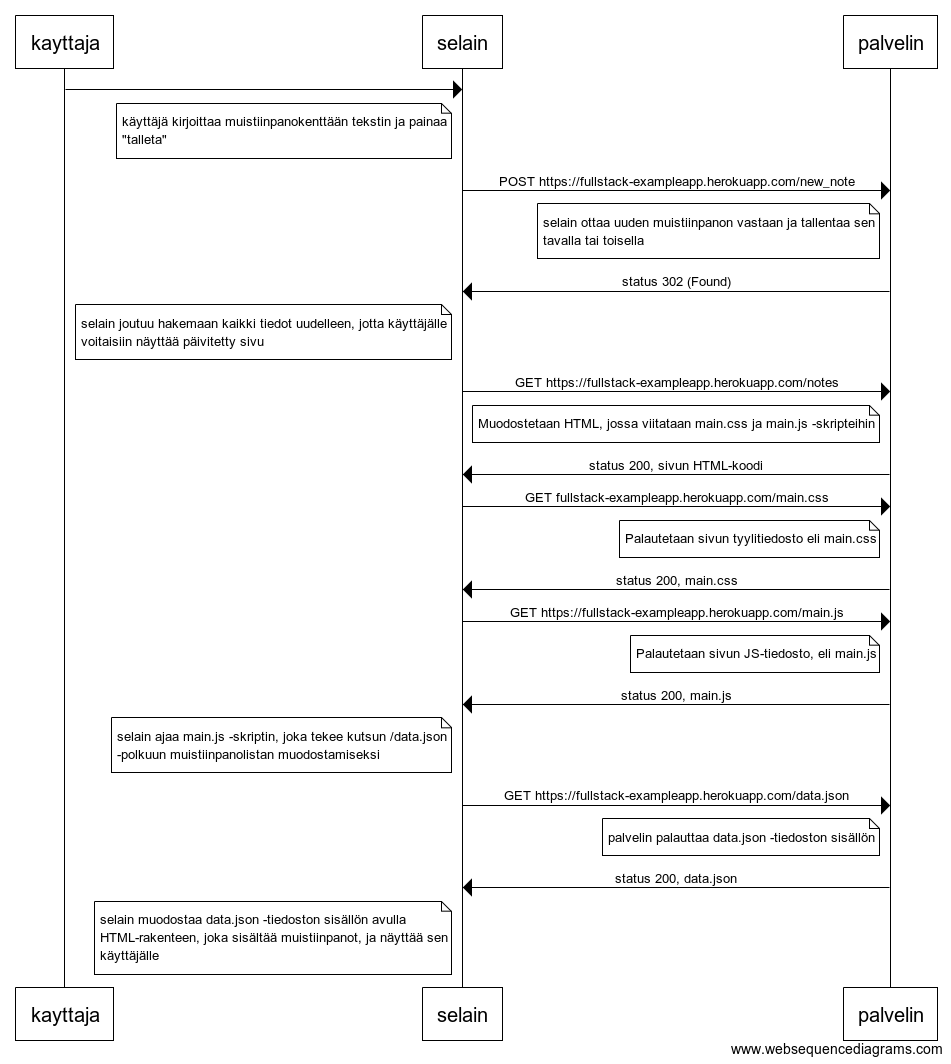 kayttaja
selain
palvelin
käyttäjä kirjoittaa muistiinpanokenttään tekstin ja painaa
"talleta"
POST https://fullstack-exampleapp.herokuapp.com/new_note
selain ottaa uuden muistiinpanon vastaan ja tallentaa sen
tavalla tai toisella
status 302 (Found)
selain joutuu hakemaan kaikki tiedot uudelleen, jotta käyttäjälle
voitaisiin näyttää päivitetty sivu
GET https://fullstack-exampleapp.herokuapp.com/notes
Muodostetaan HTML, jossa viitataan main.css ja main.js -skripteihin
status 200, sivun HTML-koodi
GET fullstack-exampleapp.herokuapp.com/main.css
Palautetaan sivun tyylitiedosto eli main.css
status 200, main.css
GET https://fullstack-exampleapp.herokuapp.com/main.js
Palautetaan sivun JS-tiedosto, eli main.js
status 200, main.js
selain ajaa main.js -skriptin, joka tekee kutsun /data.json
-polkuun muistiinpanolistan muodostamiseksi
GET https://fullstack-exampleapp.herokuapp.com/data.json
palvelin palauttaa data.json -tiedoston sisällön
status 200, data.json
selain muodostaa data.json -tiedoston sisällön avulla
HTML-rakenteen, joka sisältää muistiinpanot, ja näyttää sen
käyttäjälle
kayttaja
selain
palvelin
www.websequencediagrams.com